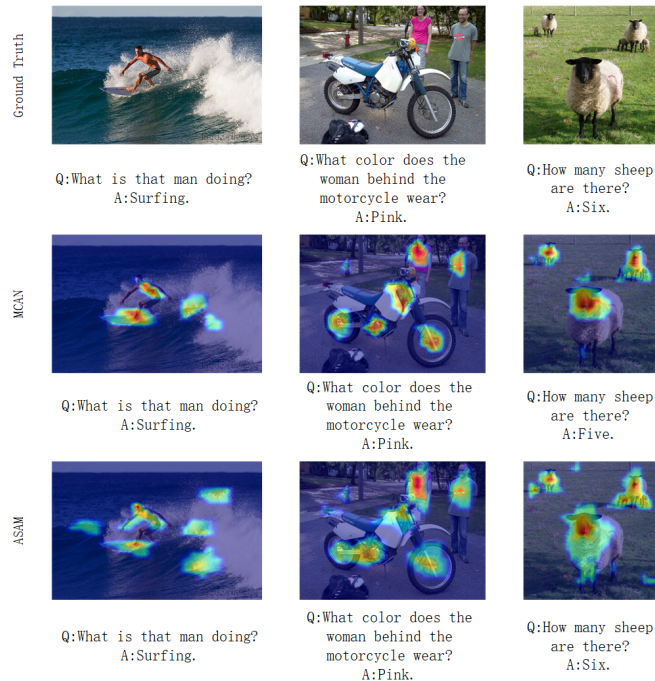 Ground Truth
Q:What is that man doing?
A:Surfing.
Q:What color does the
woman behind the
motorcycle wear?
A:Pink.
Q:How many sheep
are there?
A:Six.
MCAN
Q:What is that man doing?
A:Surfing.
Q:What color does the
woman behind the
motorcycle wear?
A:Pink.
Q:How many sheep
are there?
A:Five.
ASAM
Q:What is that man doing?
A:Surfing.
Q:What color does the
woman behind the
motorcycle wear?
A:Pink.
Q:How many sheep
are there?
A:Six.